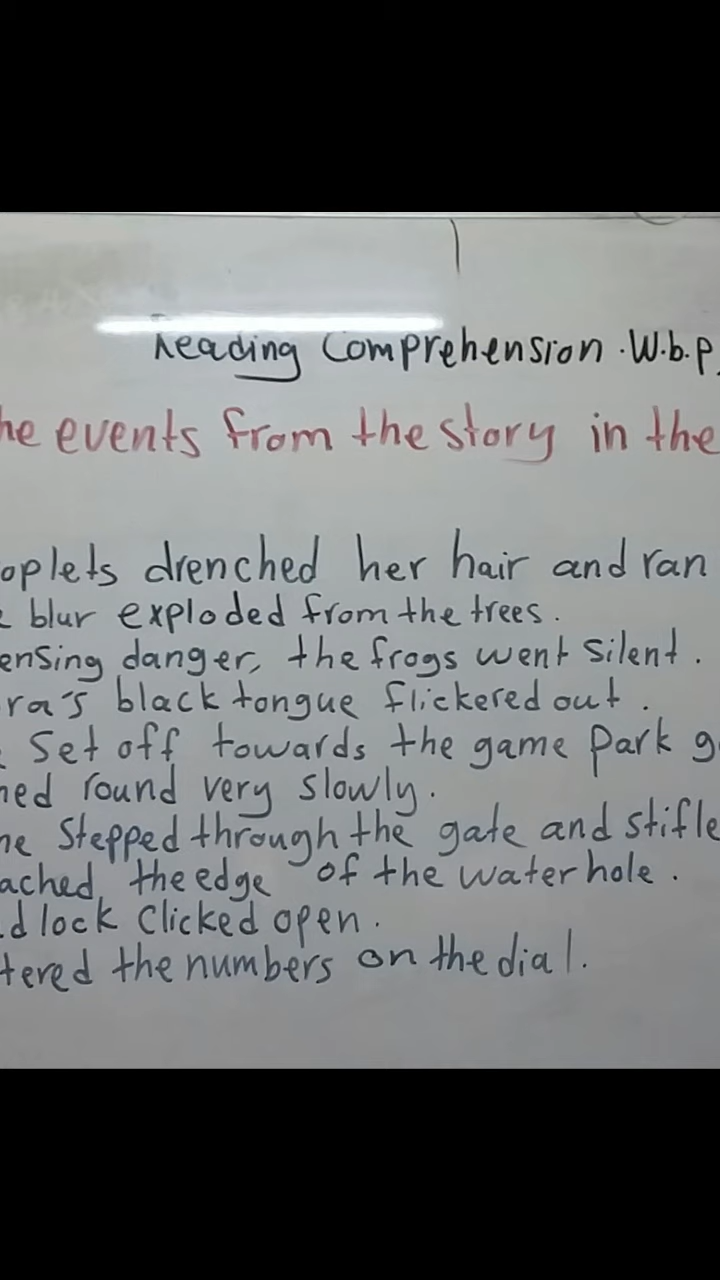 Reading Comprehension .W.b.p
he events from the story in the
oplets drenched her hair and ran
blur exploded from the trees.
ensing danger, the frogs went silent.
ra's black tongue flickered out.
Set off towards the game Park g
ned round very slowly.
he Stepped through the gate and stifle
ached the edge of the water hole.
d lock Clicked open.
tered the numbers on the dial.